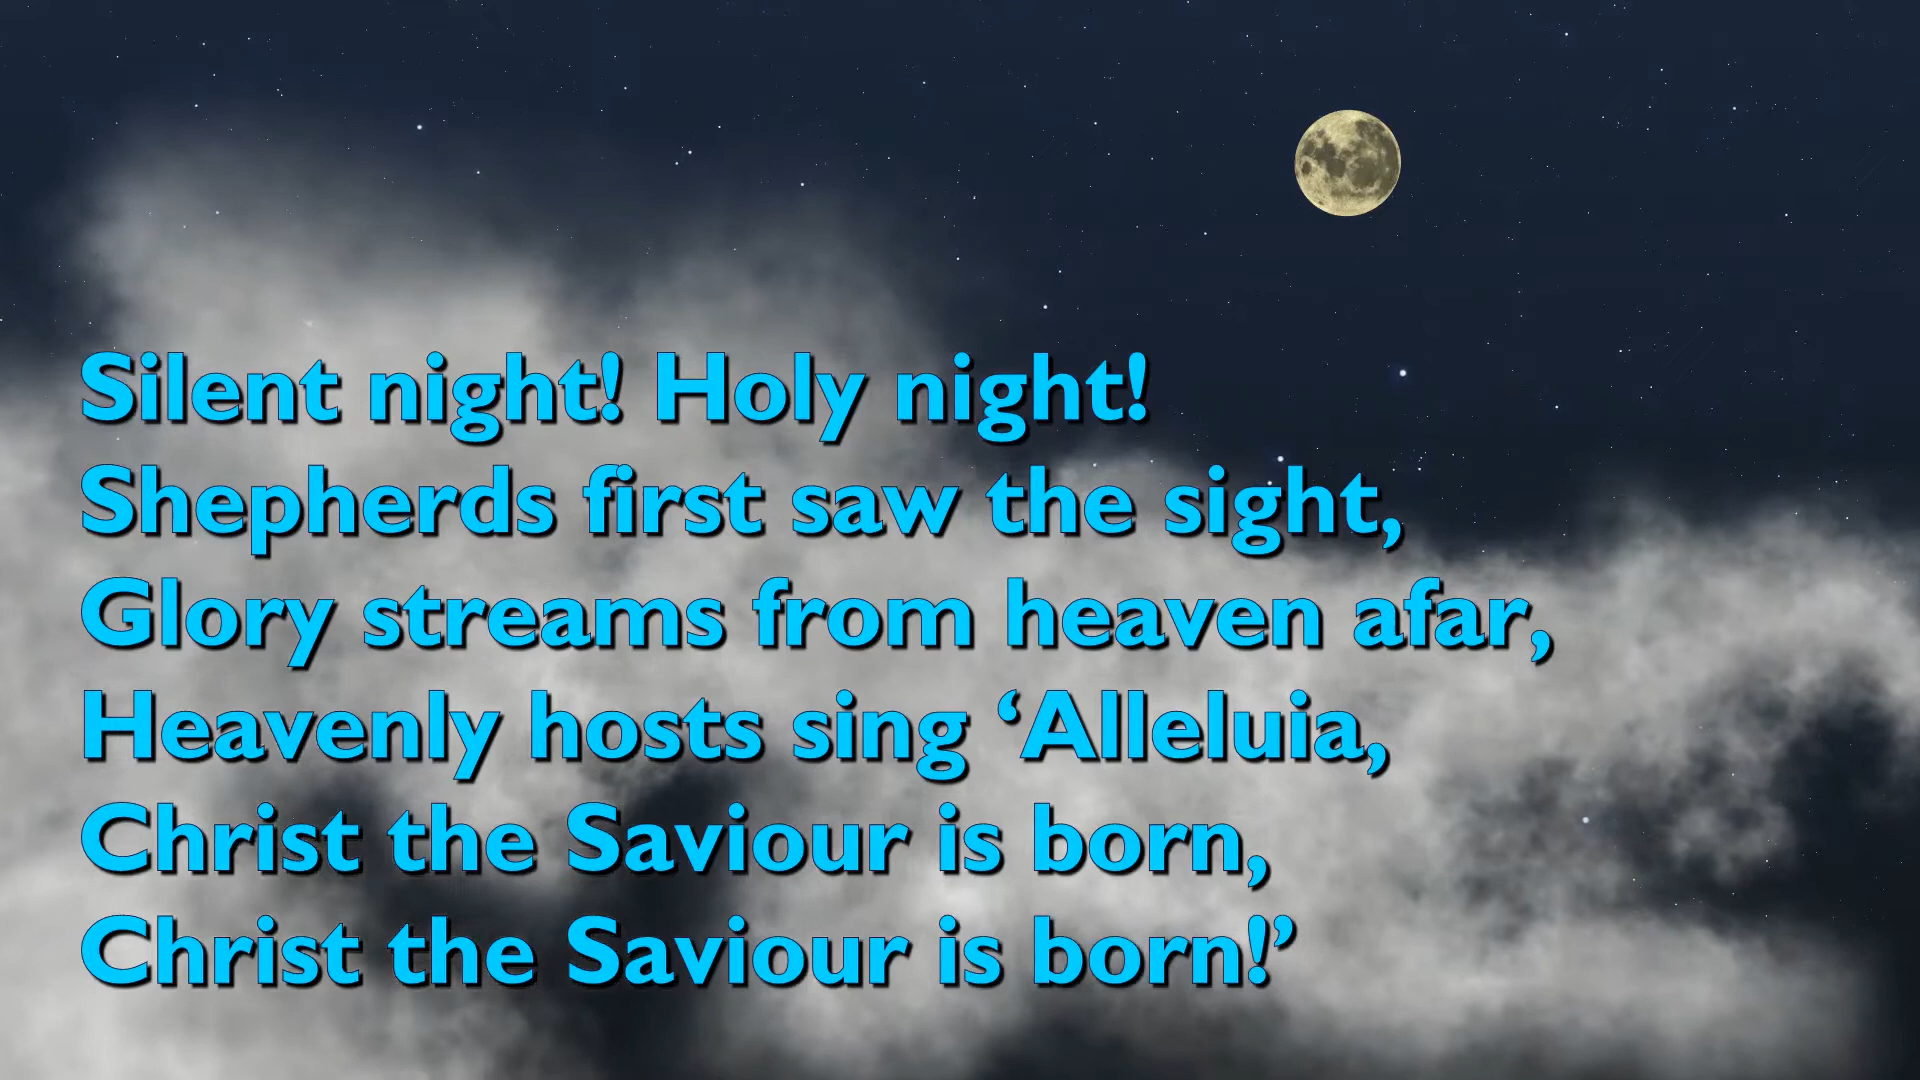 Silent night! Holy night!
Shepherds first saw the sight,
Glory streams from heaven afar,
Heavenly hosts sing ‘Alleluia,
Christ the Saviour is born,
Christ the Saviour is born!’